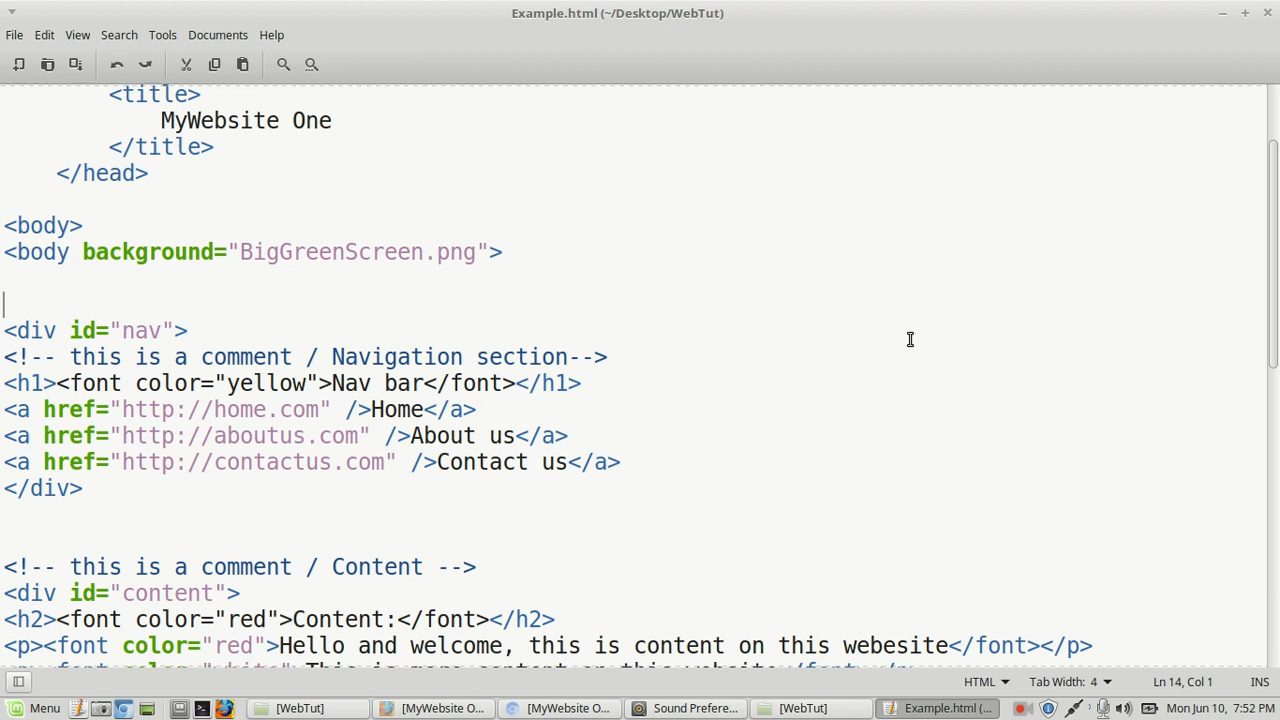 Example.html (~/Desktop/WebTut)
File Edit View Search Tools Documents Help
<title>
MyWebsite One
</title>
</head>
<body>
<body background="BigGreenScreen.png">
<div id="nav">
<!-- this is a comment / Navigation section-->
<h1><font color="yellow">Nav bar</font></h1>
<a href="http://home.com" />Home</a>
<a href="http://aboutus.com" />About us</a>
<a href="http://contactus.com" />Contact us</a>
</div>
<!-- this is a comment / Content -->
<div id="content">
<h2><font color="red">Content:</font></h2>
<p><font color="red">Hello and welcome, this is content on this webesite</font></p>
HTML Tab Width: 4 Ln 14, Col 1 INS
Menu [WebTut] [MyWebsite O... [MyWebsite O... Sound Prefere... [WebTut] Example.html (... Mon Jun 10, 7:52 PM